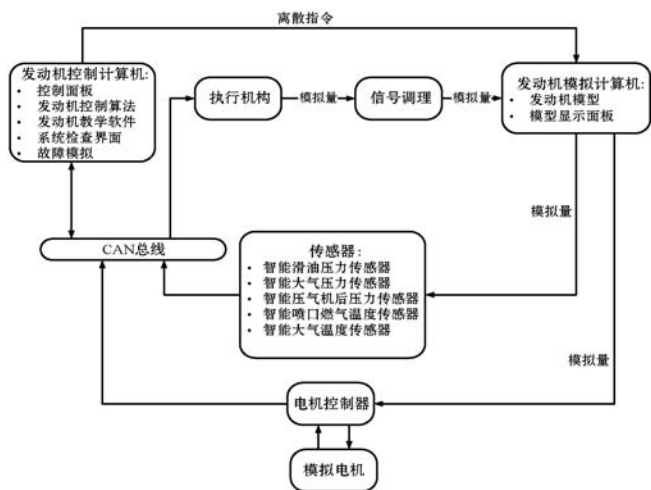 离散指令
发动机控制计算机:
• 控制面板
• 发动机控制算法
• 发动机教学软件
• 系统检查界面
• 故障模拟
执行机构
模拟量
信号调理
模拟量
发动机模拟计算机:
• 发动机模型
• 模型显示面板
模拟量
CAN总线
传感器:
• 智能滑油压力传感器
• 智能大气压力传感器
• 智能压气机后压力传感器
• 智能喷口燃气温度传感器
• 智能大气温度传感器
模拟量
电机控制器
模拟电机